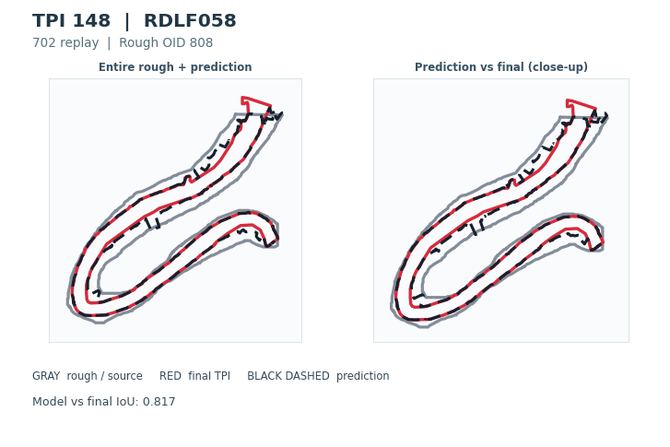 TPI 148 | RDLF058
702 replay | Rough OID 808
Entire rough + prediction
Prediction vs final (close-up)
GRAY rough / source RED final TPI BLACK DASHED prediction
Model vs final IoU: 0.817